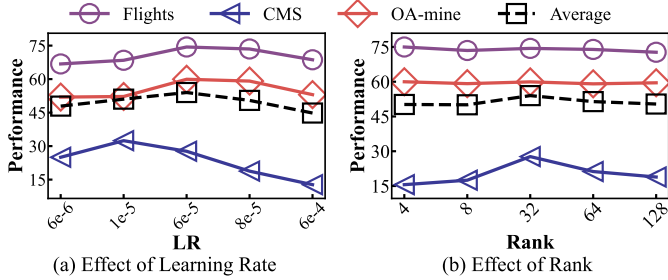 Flights CMS OA-mine Average
Performance
75
60
45
30
15
6e-6 1e-5 6e-5 8e-5 6e-4
LR
(a) Effect of Learning Rate
Performance
75
60
45
30
15
4 8 32 64 128
Rank
(b) Effect of Rank